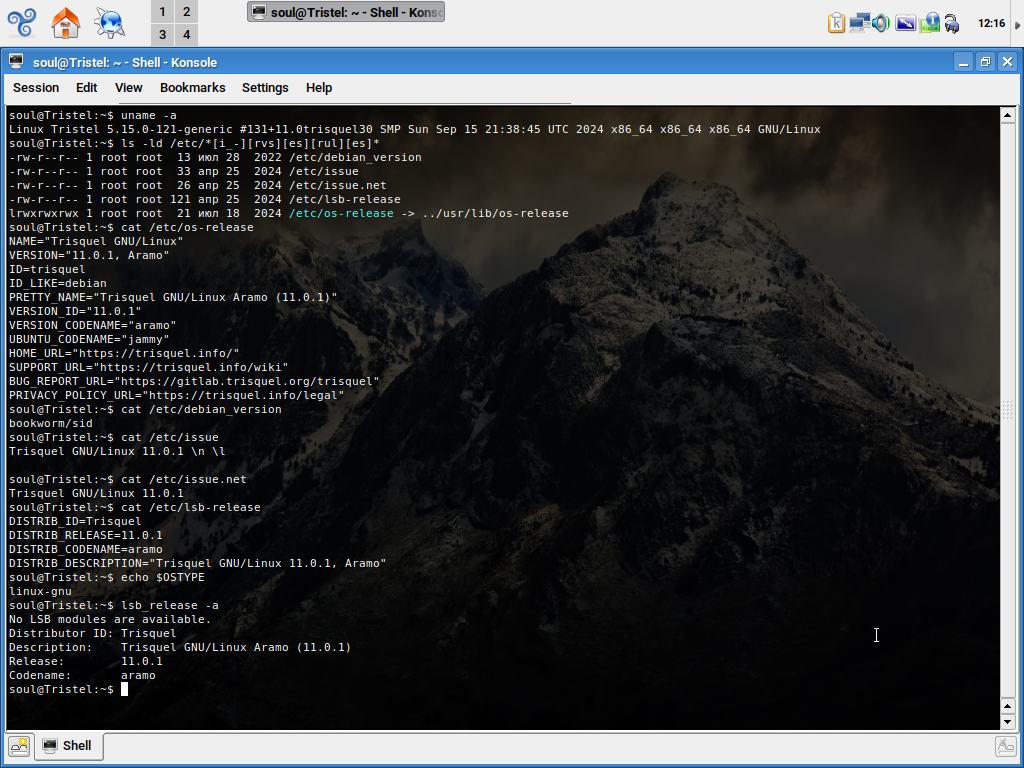 1 2
3 4
soul@Tristel: ~ - Shell - Kons
12:16
soul@Tristel: ~ - Shell - Konsole
Session Edit View Bookmarks Settings Help
soul@Tristel:~$ uname -a
Linux Tristel 5.15.0-121-generic #131+11.0trisquel30 SMP Sun Sep 15 21:38:45 UTC 2024 x86_64 x86_64 x86_64 GNU/Linux
soul@Tristel:~$ ls -ld /etc/*[i_-][rvs][es][rul][es]*
-rw-r--r-- 1 root root  13 июл 28  2022 /etc/debian_version
-rw-r--r-- 1 root root  33 апр 25  2024 /etc/issue
-rw-r--r-- 1 root root  26 апр 25  2024 /etc/issue.net
-rw-r--r-- 1 root root 121 апр 25  2024 /etc/lsb-release
lrwxrwxrwx 1 root root  21 июл 18  2024 /etc/os-release -> ../usr/lib/os-release
soul@Tristel:~$ cat /etc/os-release
NAME="Trisquel GNU/Linux"
VERSION="11.0.1, Aramo"
ID=trisquel
ID_LIKE=debian
PRETTY_NAME="Trisquel GNU/Linux Aramo (11.0.1)"
VERSION_ID="11.0.1"
VERSION_CODENAME="aramo"
UBUNTU_CODENAME="jammy"
HOME_URL="https://trisquel.info/"
SUPPORT_URL="https://trisquel.info/wiki"
BUG_REPORT_URL="https://gitlab.trisquel.org/trisquel"
PRIVACY_POLICY_URL="https://trisquel.info/legal"
soul@Tristel:~$ cat /etc/debian_version
bookworm/sid
soul@Tristel:~$ cat /etc/issue
Trisquel GNU/Linux 11.0.1 \n \l
soul@Tristel:~$ cat /etc/issue.net
Trisquel GNU/Linux 11.0.1
soul@Tristel:~$ cat /etc/lsb-release
DISTRIB_ID=Trisquel
DISTRIB_RELEASE=11.0.1
DISTRIB_CODENAME=aramo
DISTRIB_DESCRIPTION="Trisquel GNU/Linux 11.0.1, Aramo"
soul@Tristel:~$ echo $OSTYPE
linux-gnu
soul@Tristel:~$ lsb_release -a
No LSB modules are available.
Distributor ID: Trisquel
Description:    Trisquel GNU/Linux Aramo (11.0.1)
Release:        11.0.1
Codename:       aramo
soul@Tristel:~$
Shell